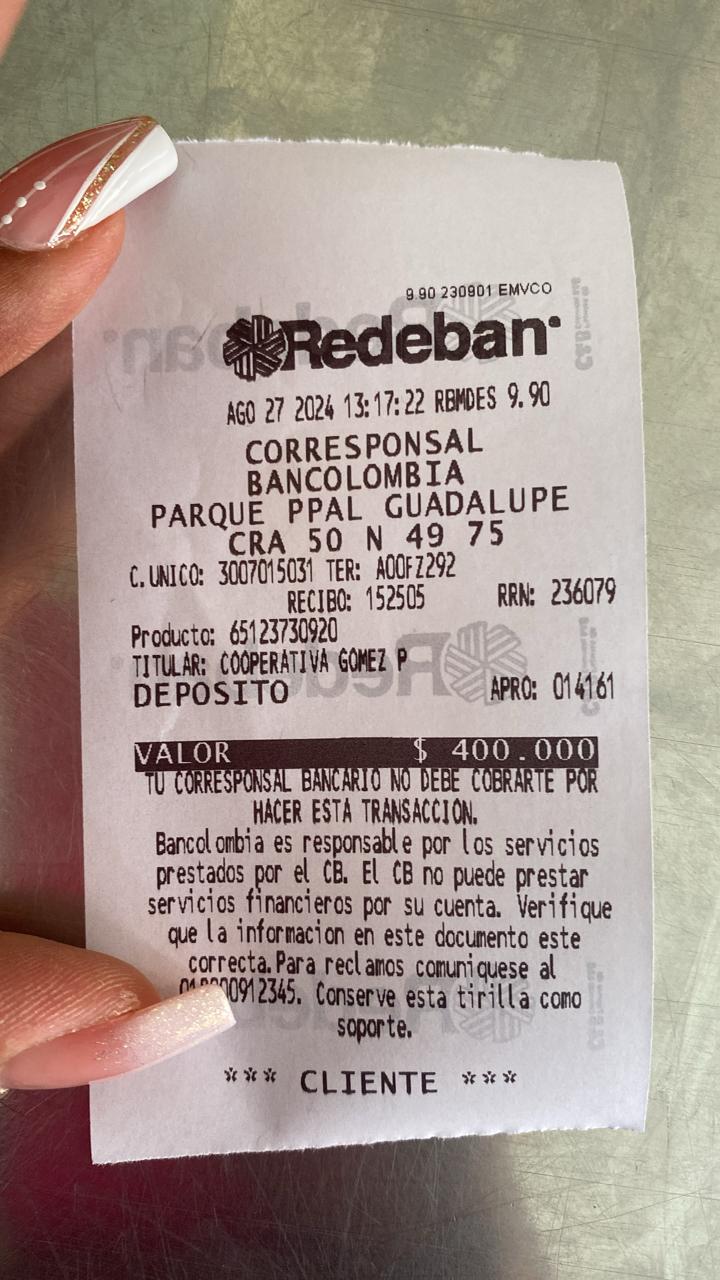 9.90 230901 EMVCO
Redeban
AGO 27 2024 13:17:22 RBMDES 9.90
CORRESPONSAL
BANCOLOMBIA
PARQUE PPAL GUADALUPE
CRA 50 N 49 75
C.UNICO: 3007015031 TER: A00FZ292
RECIBO: 152505 RRN: 236079
Producto: 65123730920
TITULAR: COOPERATIVA GOMEZ P
DEPOSITO APRO: 014161
VALOR $ 400.000
TU CORRESPONSAL BANCARIO NO DEBE COBRARTE POR
HACER ESTA TRANSACCION.
Bancolombia es responsable por los servicios
prestados por el CB. El CB no puede prestar
servicios financieros por su cuenta. Verifique
que la informacion en este documento este
correcta.Para reclamos comuniquese al
Conserve esta tirilla como
soporte.
*** CLIENTE ***